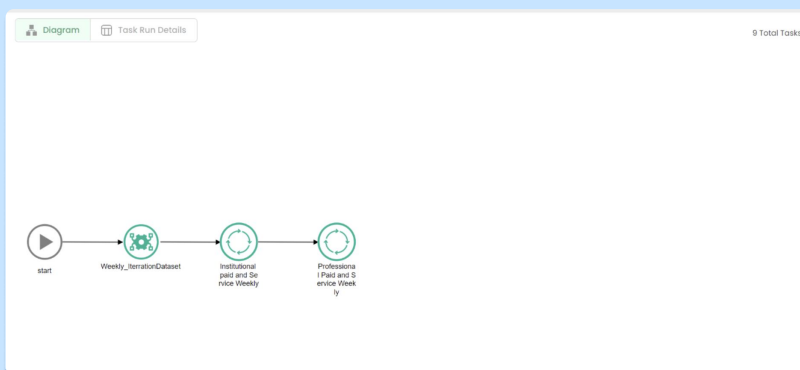 Diagram
Task Run Details
9 Total Tasks
start
Weekly_IterrationDataset
Institutional
paid and Se
rvice Weekly
Professiona
l Paid and S
ervice Week
ly